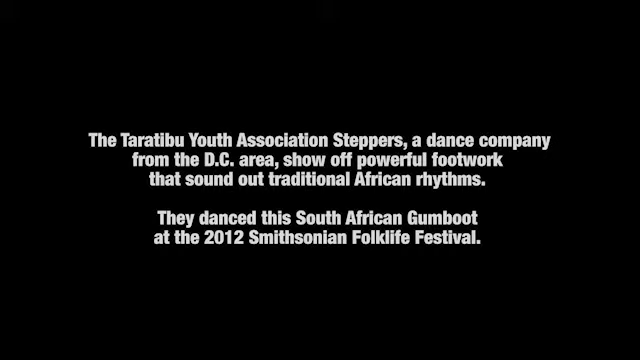 The Taratibu Youth Association Steppers, a dance company
from the D.C. area, show off powerful footwork
that sound out traditional African rhythms.
They danced this South African Gumboot
at the 2012 Smithsonian Folklife Festival.